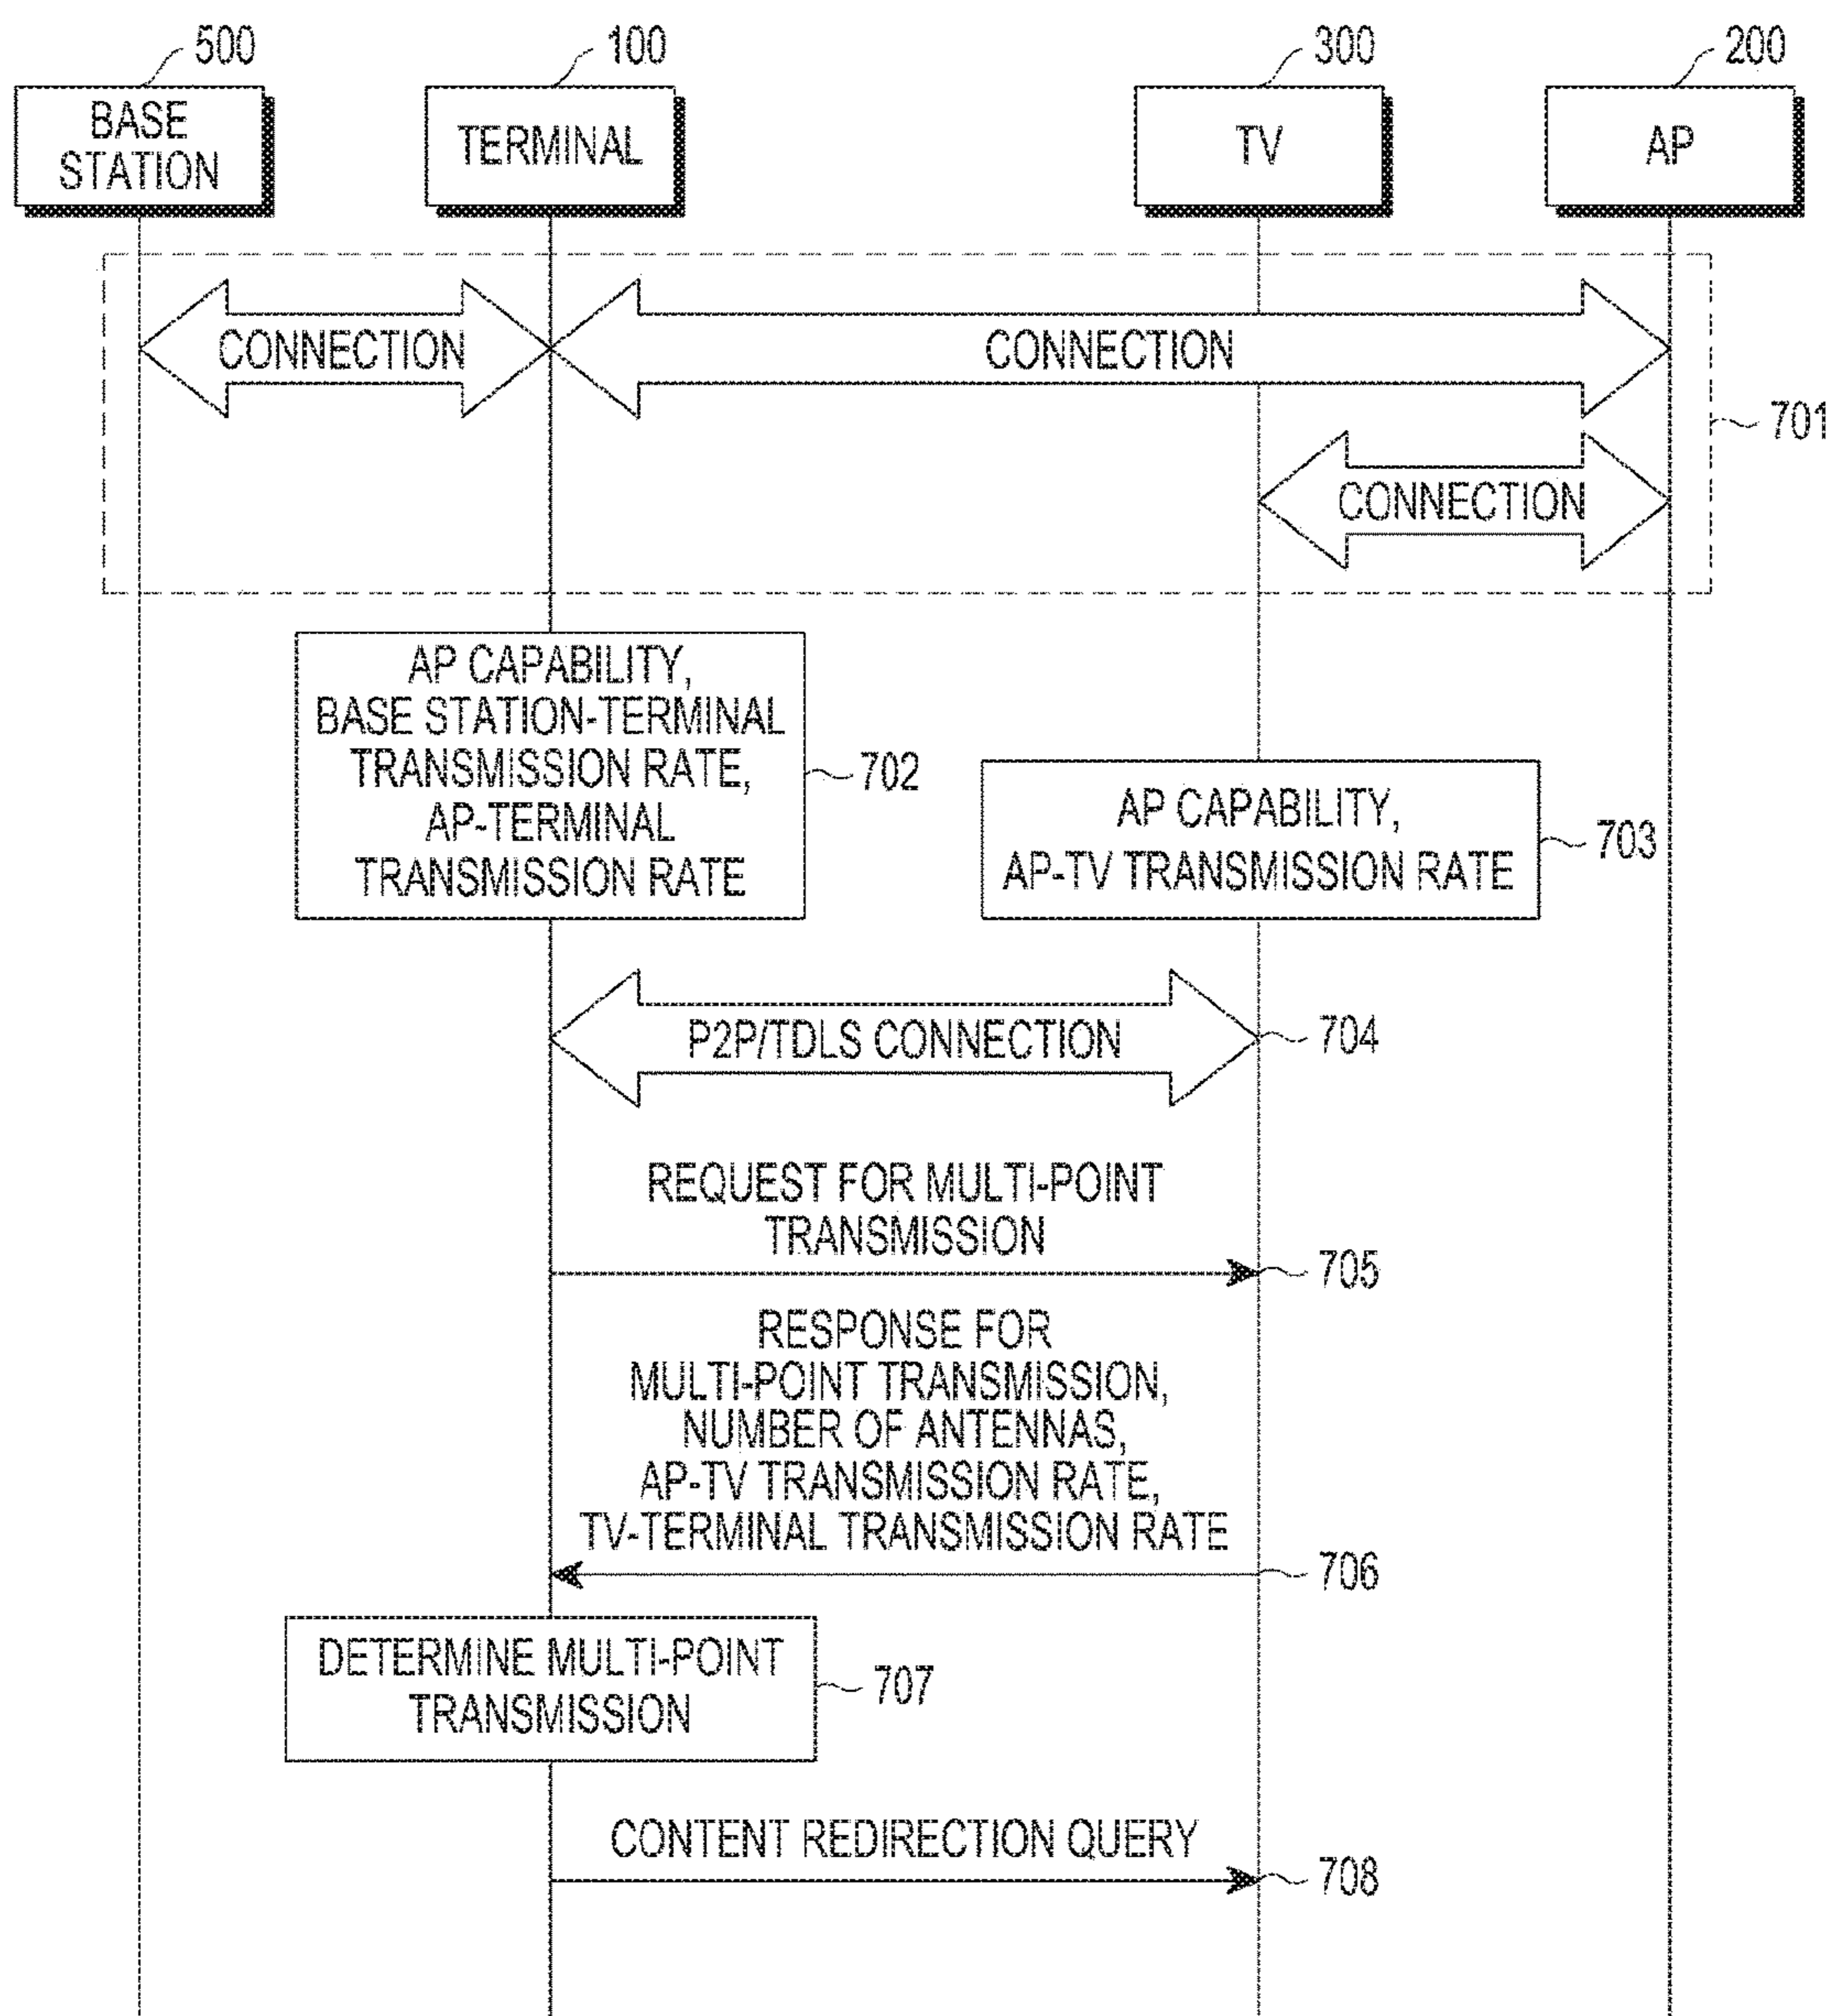 500
100
300
200
BASE
STATION
TERMINAL
TV
AP
CONNECTION
CONNECTION
701
CONNECTION
AP CAPABILITY,
BASE STATION-TERMINAL
TRANSMISSION RATE,
AP-TERMINAL
TRANSMISSION RATE
702
AP CAPABILITY,
AP-TV TRANSMISSION RATE
703
P2P/TDLS CONNECTION
704
REQUEST FOR MULTI-POINT
TRANSMISSION
705
RESPONSE FOR
MULTI-POINT TRANSMISSION,
NUMBER OF ANTENNAS,
AP-TV TRANSMISSION RATE,
TV-TERMINAL TRANSMISSION RATE
706
DETERMINE MULTI-POINT
TRANSMISSION
707
CONTENT REDIRECTION QUERY
708